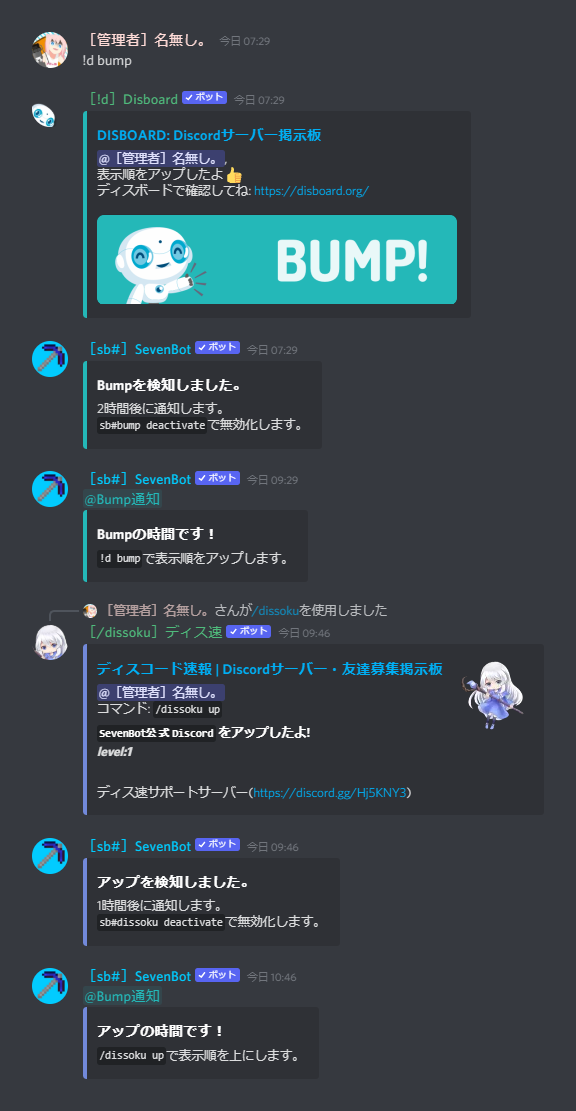 ［管理者］名無し。 今日 07:29
!d bump
［!d］Disboard ✓ボット 今日 07:29
DISBOARD: Discordサーバー掲示板
@［管理者］名無し。,
表示順をアップしたよ👍
ディスボードで確認してね: https://disboard.org/
BUMP!
［sb#］SevenBot ✓ボット 今日 07:29
Bumpを検知しました。
2時間後に通知します。
sb#bump deactivateで無効化します。
［sb#］SevenBot ✓ボット 今日 09:29
@Bump通知
Bumpの時間です！
!d bumpで表示順をアップします。
［管理者］名無し。さんが/dissokuを使用しました
［/dissoku］ディス速 ✓ボット 今日 09:46
ディスコード速報 | Discordサーバー・友達募集掲示板
@［管理者］名無し。
コマンド: /dissoku up
SevenBot公式 Discord をアップしたよ!
level:1
ディス速サポートサーバー(https://discord.gg/Hj5KNY3)
［sb#］SevenBot ✓ボット 今日 09:46
アップを検知しました。
1時間後に通知します。
sb#dissoku deactivateで無効化します。
［sb#］SevenBot ✓ボット 今日 10:46
@Bump通知
アップの時間です！
/dissoku upで表示順を上にします。